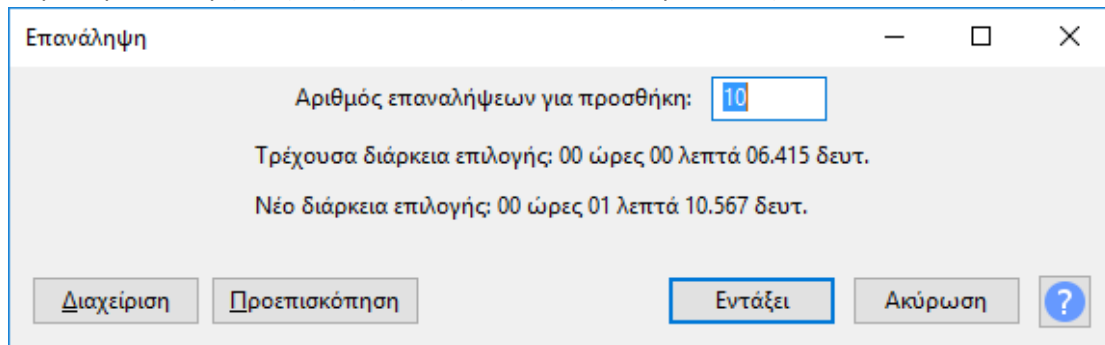 Επανάληψη
Αριθμός επαναλήψεων για προσθήκη: 10
Τρέχουσα διάρκεια επιλογής: 00 ώρες 00 λεπτά 06.415 δευτ.
Νέο διάρκεια επιλογής: 00 ώρες 01 λεπτά 10.567 δευτ.
Διαχείριση Προεπισκόπηση Εντάξει Ακύρωση ?